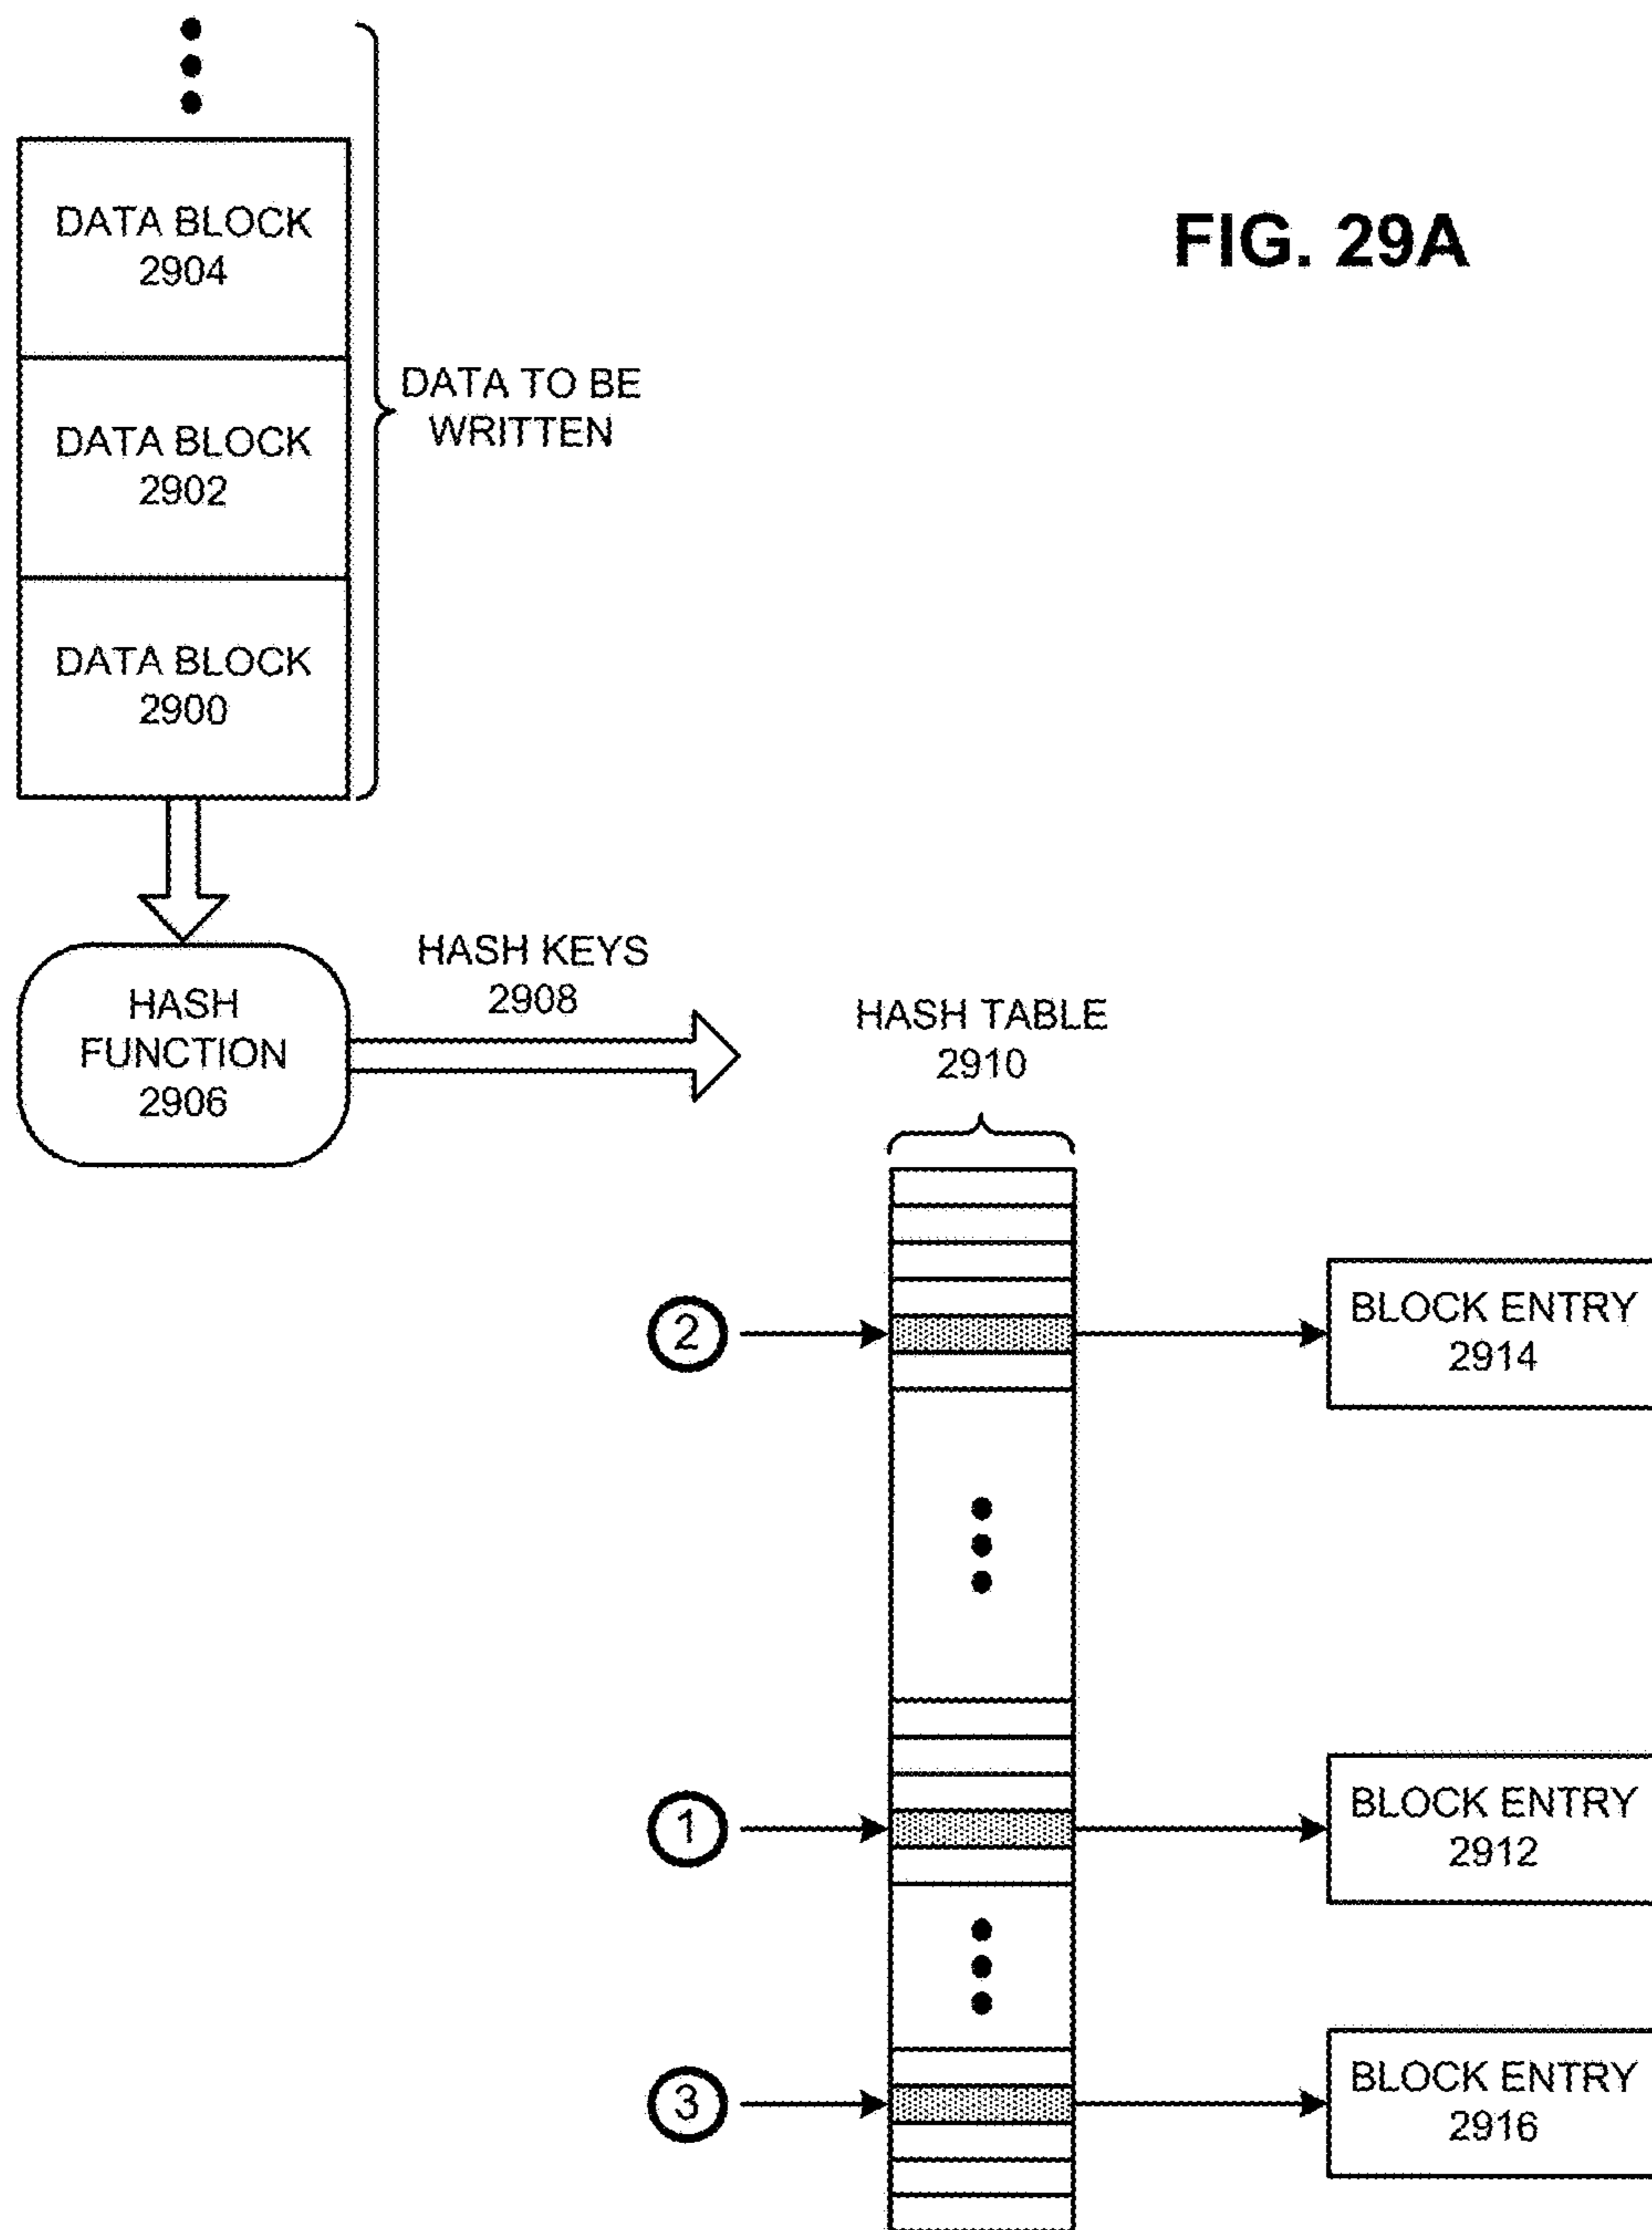 FIG. 29A
DATA BLOCK
2904
DATA BLOCK
2902
DATA BLOCK
2900
DATA TO BE
WRITTEN
HASH
FUNCTION
2906
HASH KEYS
2908
HASH TABLE
2910
2
BLOCK ENTRY
2914
1
BLOCK ENTRY
2912
3
BLOCK ENTRY
2916